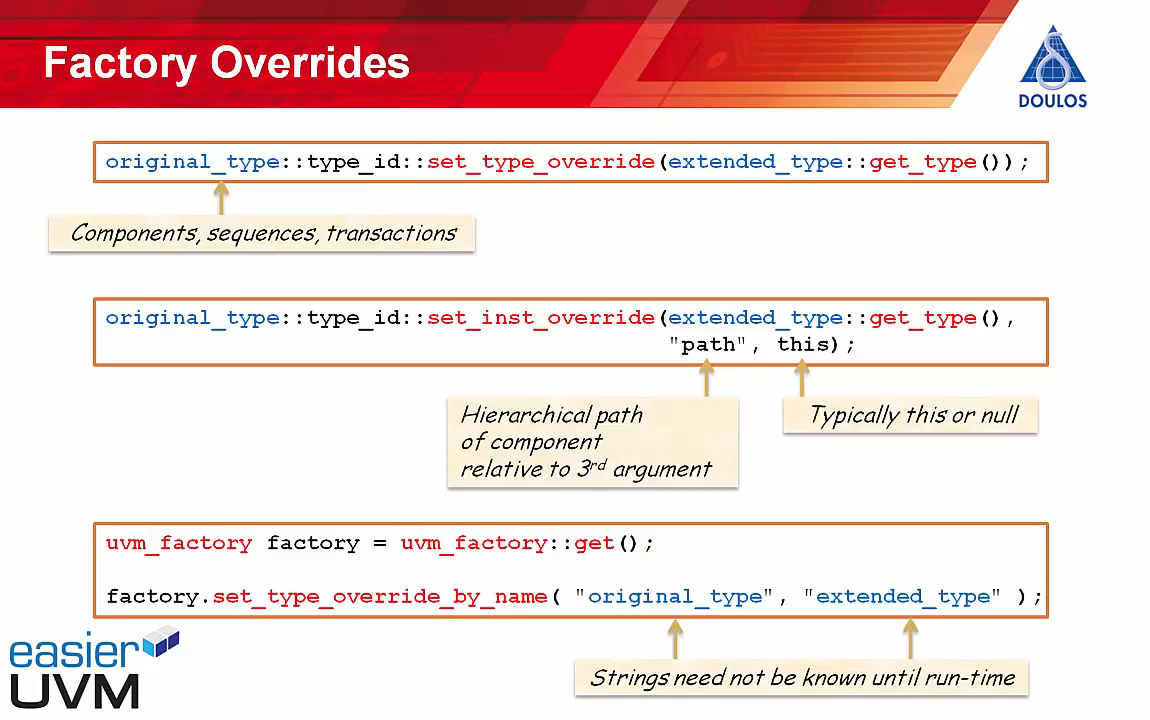 Factory Overrides
DOULOS
original_type::type_id::set_type_override(extended_type::get_type());
Components, sequences, transactions
original_type::type_id::set_inst_override(extended_type::get_type(),
"path", this);
Hierarchical path
of component
relative to 3rd argument
Typically this or null
uvm_factory factory = uvm_factory::get();
factory.set_type_override_by_name( "original_type", "extended_type" );
Strings need not be known until run-time
easier
UVM